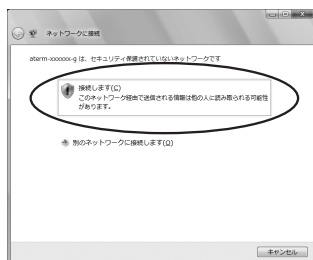 ネットワークに接続
aterm-xxxxxx-g は、セキュリティ保護されていないネットワークです
接続します(C)
このネットワーク経由で送信される情報は他の人に読み取られる可能性
があります。
別のネットワークに接続します(O)
キャンセル